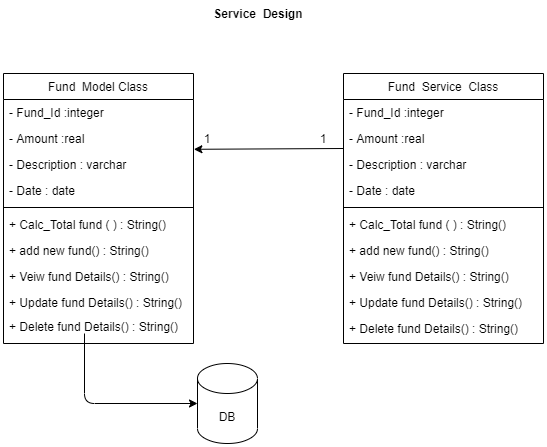 Service Design
Fund Model Class
- Fund_Id :integer
- Amount :real
- Description : varchar
- Date : date
+ Calc_Total fund ( ) : String()
+ add new fund() : String()
+ Veiw fund Details() : String()
+ Update fund Details() : String()
+ Delete fund Details() : String()
1
1
Fund Service Class
- Fund_Id :integer
- Amount :real
- Description : varchar
- Date : date
+ Calc_Total fund ( ) : String()
+ add new fund() : String()
+ Veiw fund Details() : String()
+ Update fund Details() : String()
+ Delete fund Details() : String()
DB